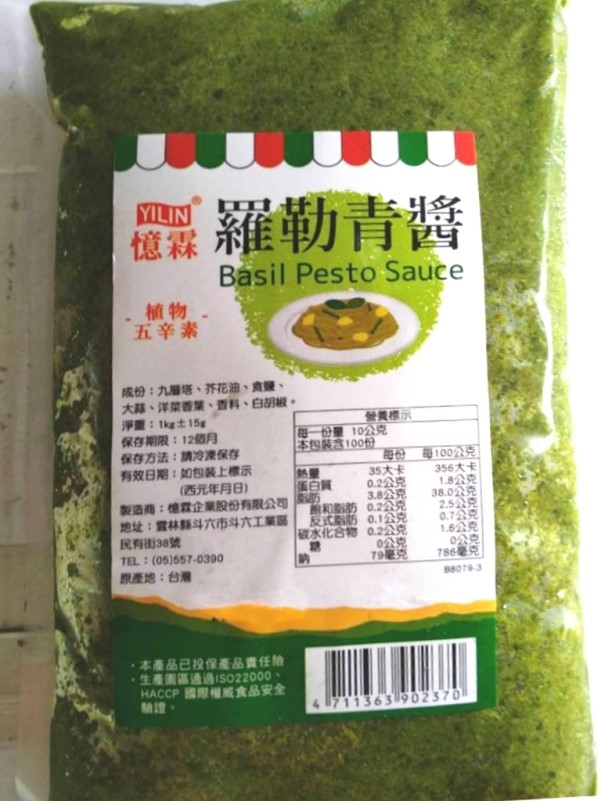 YILIN®
憶霖
羅勒青醬
Basil Pesto Sauce
- 植物 -
五辛素
成份：九層塔、芥花油、食鹽、
大蒜、洋菜香葉、香料、白胡椒。
淨重：1kg±15g
保存期限：12個月
保存方法：請冷凍保存
有效日期：如包裝上標示
(西元年月日)
製造商：憶霖企業股份有限公司
地址：雲林縣斗六市斗六工業區
民有街38號
TEL：(05)557-0390
原產地：台灣
營養標示
每一份量 10公克
本包裝含100份
每份 每100公克
熱量 35大卡 356大卡
蛋白質 0.2公克 1.8公克
脂肪 3.8公克 38.0公克
飽和脂肪 0.2公克 2.5公克
反式脂肪 0.1公克 0.7公克
碳水化合物 0.2公克 1.6公克
糖 0公克 0公克
鈉 79毫克 786毫克
B8079-3
・本產品已投保產品責任險
・生產園區通過ISO22000、
HACCP 國際權威食品安全
驗證。
4 711363 902370